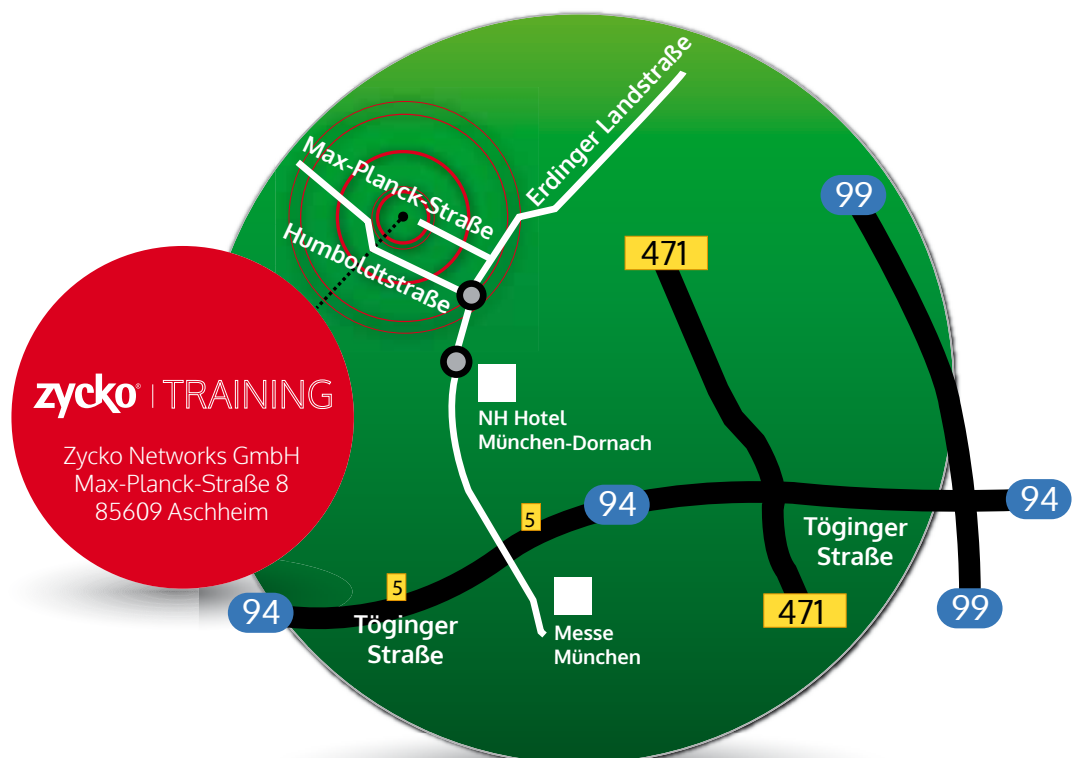 Erdinger Landstraße
Max-Planck-Straße
99
Humboldtstraße
471
zycko® | TRAINING
Zycko Networks GmbH
Max-Planck-Straße 8
85609 Aschheim
NH Hotel
München-Dornach
94
94
5
Töginger
Straße
5
94
Töginger
Straße
Messe
München
471
99